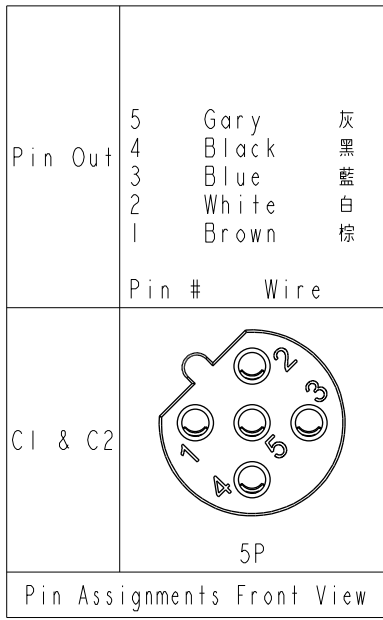 5 Gary 灰
4 Black 黑
Pin Out
3 Blue 藍
2 White 白
1 Brown 棕
Pin # Wire
2
3
1
5
4
C1 & C2
5P
Pin Assignments Front View